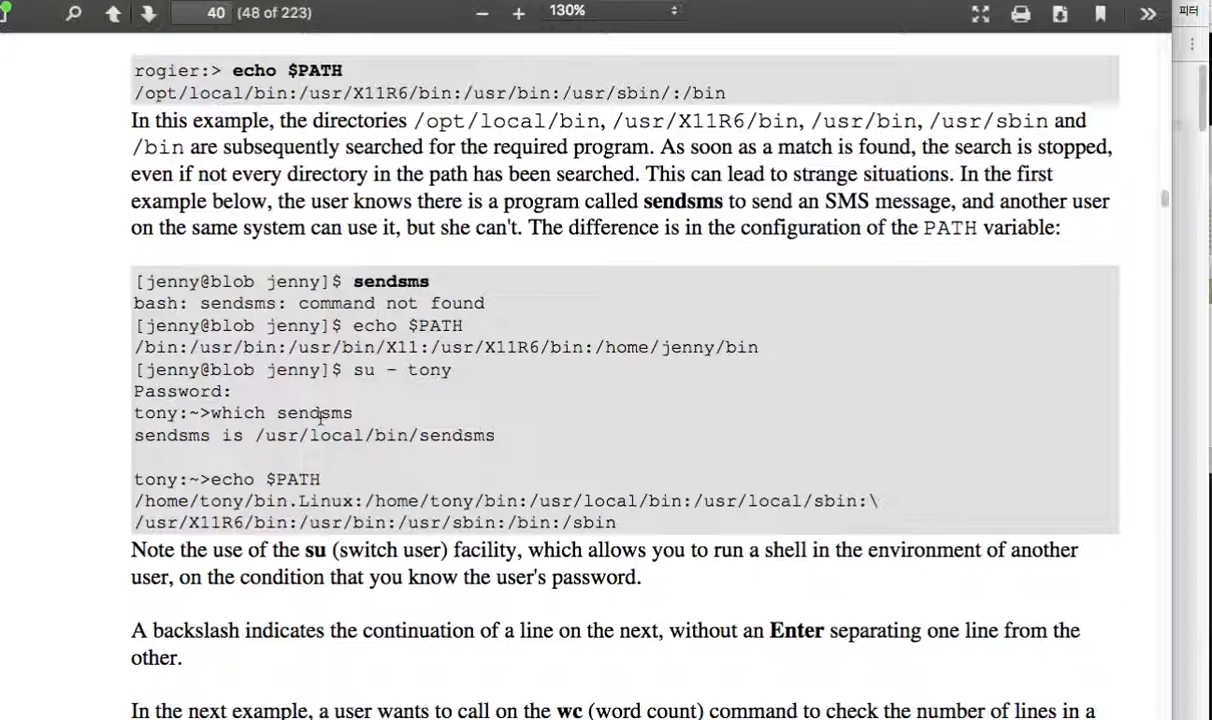 40 (48 of 223)
130%
피터
rogier:> echo $PATH
/opt/local/bin:/usr/X11R6/bin:/usr/bin:/usr/sbin/:/bin
In this example, the directories /opt/local/bin, /usr/X11R6/bin, /usr/bin, /usr/sbin and
/bin are subsequently searched for the required program. As soon as a match is found, the search is stopped,
even if not every directory in the path has been searched. This can lead to strange situations. In the first
example below, the user knows there is a program called sendsms to send an SMS message, and another user
on the same system can use it, but she can't. The difference is in the configuration of the PATH variable:
[jenny@blob jenny]$ sendsms
bash: sendsms: command not found
[jenny@blob jenny]$ echo $PATH
/bin:/usr/bin:/usr/bin/X11:/usr/X11R6/bin:/home/jenny/bin
[jenny@blob jenny]$ su - tony
Password:
tony:~>which sendsms
sendsms is /usr/local/bin/sendsms
tony:~>echo $PATH
/home/tony/bin.Linux:/home/tony/bin:/usr/local/bin:/usr/local/sbin:\
/usr/X11R6/bin:/usr/bin:/usr/sbin:/bin:/sbin
Note the use of the su (switch user) facility, which allows you to run a shell in the environment of another
user, on the condition that you know the user's password.
A backslash indicates the continuation of a line on the next, without an Enter separating one line from the
other.
In the next example, a user wants to call on the wc (word count) command to check the number of lines in a